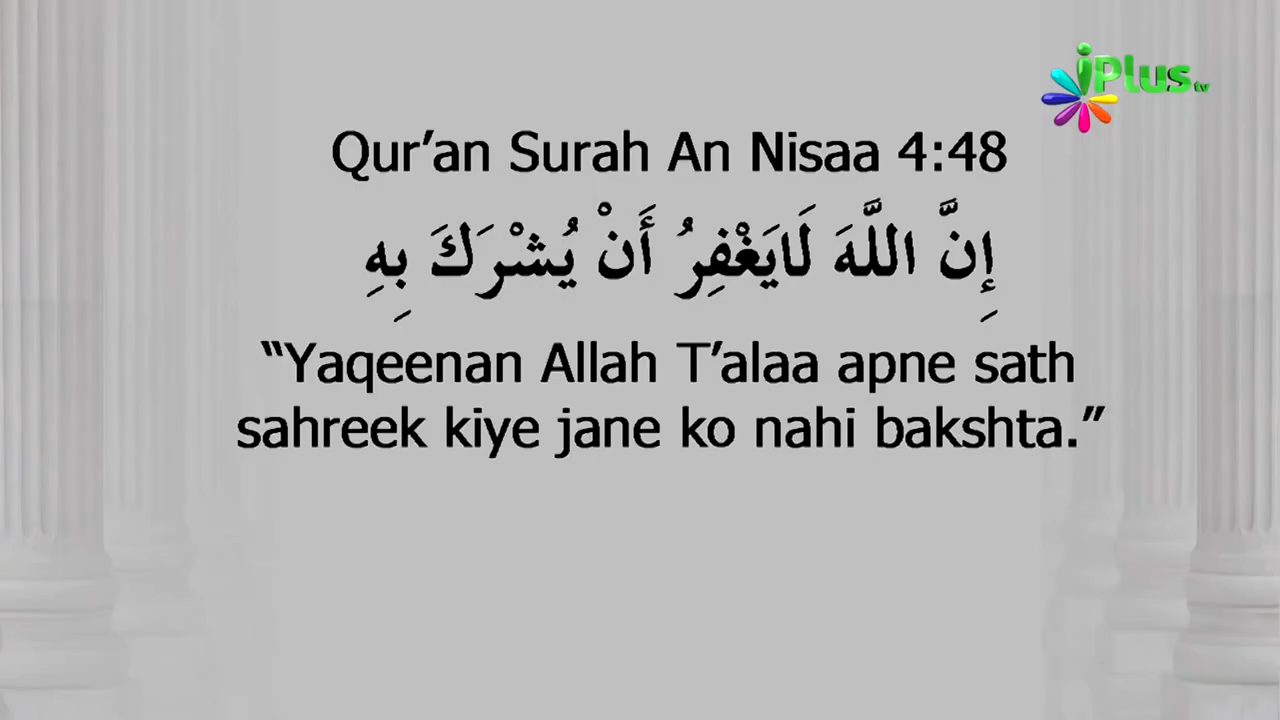 iPlus tv
Qur’an Surah An Nisaa 4:48
إِنَّ اللَّهَ لَايَغْفِرُ أَنْ يُشْرَكَ بِهِ
“Yaqeenan Allah T’alaa apne sath
sahreek kiye jane ko nahi bakshta.”